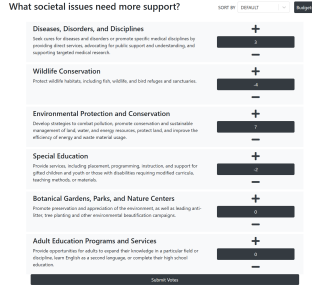 What societal issues need more support?
SORT BY DEFAULT Budget
Diseases, Disorders, and Disciplines
Seek cures for diseases and disorders or promote specific medical disciplines by
providing direct services, advocating for public support and understanding, and
supporting targeted medical research.
3
Wildlife Conservation
Protect wildlife habitats, including fish, wildlife, and bird refuges and sanctuaries.
-4
Environmental Protection and Conservation
Develop strategies to combat pollution, promote conservation and sustainable
management of land, water, and energy resources, protect land, and improve the
efficiency of energy and waste material usage.
7
Special Education
Provide services, including placement, programming, instruction, and support for
gifted children and youth or those with disabilities requiring modified curricula,
teaching methods, or materials.
-2
Botanical Gardens, Parks, and Nature Centers
Promote preservation and appreciation of the environment, as well as leading anti-
litter, tree planting and other environmental beautification campaigns.
0
Adult Education Programs and Services
Provide opportunities for adults to expand their knowledge in a particular field or
discipline, learn English as a second language, or complete their high school
education.
0
Submit Votes